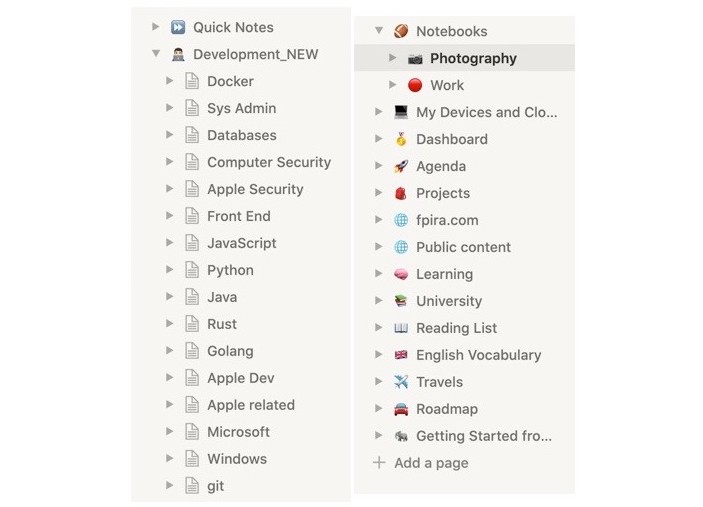 Quick Notes
Development_NEW
Docker
Sys Admin
Databases
Computer Security
Apple Security
Front End
JavaScript
Python
Java
Rust
Golang
Apple Dev
Apple related
Microsoft
Windows
git
Notebooks
Photography
Work
My Devices and Clo...
Dashboard
Agenda
Projects
fpira.com
Public content
Learning
University
Reading List
English Vocabulary
Travels
Roadmap
Getting Started fro...
Add a page